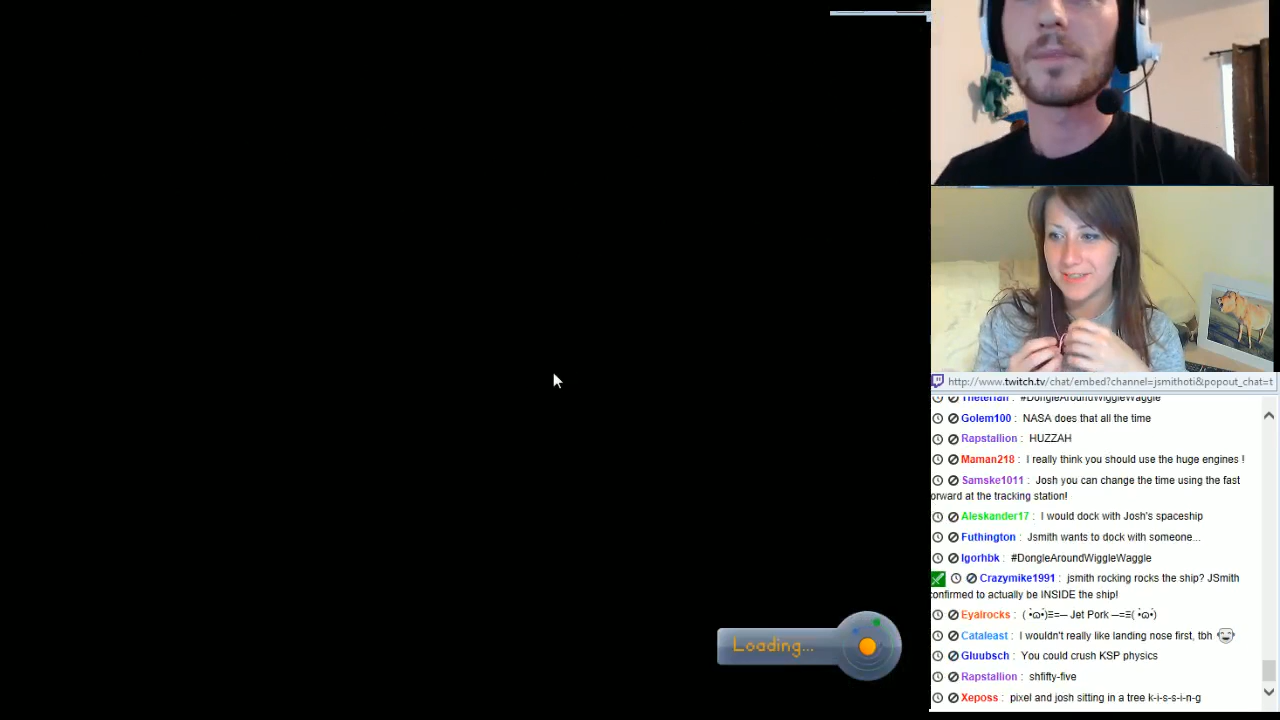 http://www.twitch.tv/chat/embed?channel=jsmithoti&popout_chat=t
Theterran : #DongleAroundWiggleWaggle
Golem100 : NASA does that all the time
Rapstallion : HUZZAH
Maman218 : I really think you should use the huge engines !
Samske1011 : Josh you can change the time using the fast
orward at the tracking station!
Aleskander17 : I would dock with Josh's spaceship
Futhington : Jsmith wants to dock with someone...
Igorhbk : #DongleAroundWiggleWaggle
Crazymike1991 : jsmith rocking rocks the ship? JSmith
onfirmed to actually be INSIDE the ship!
Eyalrocks : ( •̀ω•́)Ξ=— Jet Pork —=Ξ( •̀ω•́)
Cataleast : I wouldn't really like landing nose first, tbh
Gluubsch : You could crush KSP physics
Rapstallion : shfifty-five
Xeposs : pixel and josh sitting in a tree k-i-s-s-i-n-g
Loading...